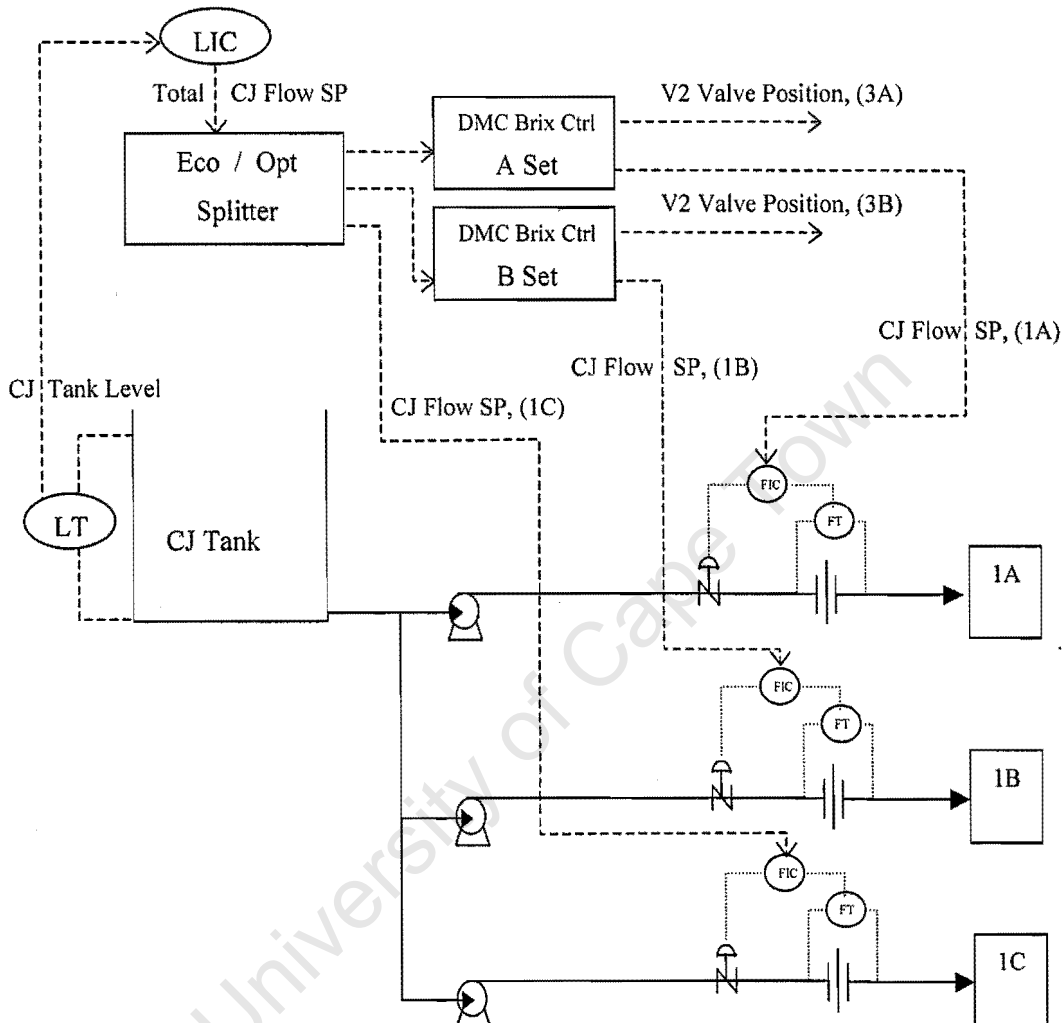 LIC
Total CJ Flow SP
V2 Valve Position, (3A)
DMC Brix Ctrl
A Set
Eco / Opt
Splitter
V2 Valve Position, (3B)
DMC Brix Ctrl
B Set
CJ Flow SP, (1A)
CJ Flow SP, (1B)
CJ Tank Level
CJ Flow SP, (1C)
FIC
FT
LT
CJ Tank
1A
FIC
FT
1B
FIC
FT
1C
University of Cape Town